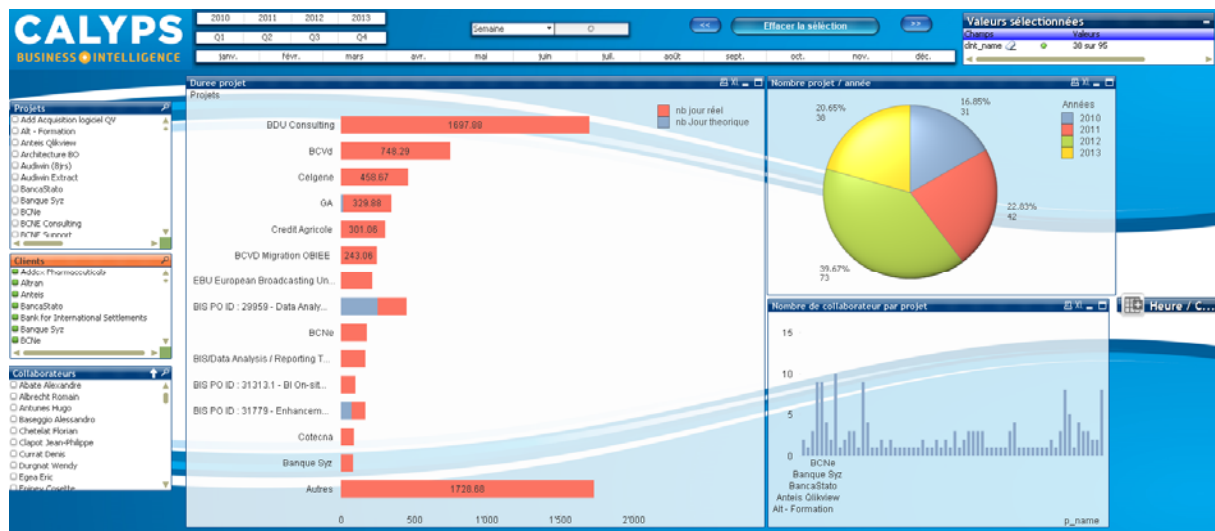 CALYPS
BUSINESS INTELLIGENCE
2010 2011 2012 2013
Q1 Q2 Q3 Q4
janv. févr. mars avr. mai juin juil. août sept. oct. nov. déc.
Semaine
<<
Effacer la séléction
>>
Valeurs sélectionnées
Champs Valeurs
38 sur 95
Projets
Add Acquisition logiciel QV
Alt - Formation
Anteis Qlikview
Architecture BO
Audiwin (8jrs)
Audiwin Extract
BancaStato
Banque Syz
BCNe
BCNE Consulting
BCNE Support
Clients
Addex Pharmaceuticals
Altran
Anteis
BancaStato
Bank for International Settlements
Banque Syz
BCNe
Collaborateurs
Abate Alexandre
Albrecht Romain
Antunes Hugo
Baseggio Alessandro
Chetelat Florian
Clapot Jean-Philippe
Currat Denis
Durgnat Wendy
Egea Eric
Duree projet XL
Projets
nb jour réel
nb Jour theorique
BDU Consulting 1697.88
BCVd 748.29
Celgene 458.67
GA 329.88
Credit Agricole 301.06
BCVD Migration OBIEE 243.06
EBU European Broadcasting Un...
BIS PO ID : 29959 - Data Analy...
BCNe
BIS/Data Analysis / Reporting T...
BIS PO ID : 31313.1 - BI On-sit...
BIS PO ID : 31779 - Enhancem...
Cotecna
Banque Syz
Autres 1728.68
0 500 1'000 1'500 2'000
Nombre projet / année XL
20.65%
38
16.85%
31
22.83%
42
39.67%
73
Années
2010
2011
2012
2013
Nombre de collaborateur par projet XL
15
10
5
0
BCNe
Banque Syz
BancaStato
Anteis Qlikview
Alt - Formation
p_name
Heure / C...